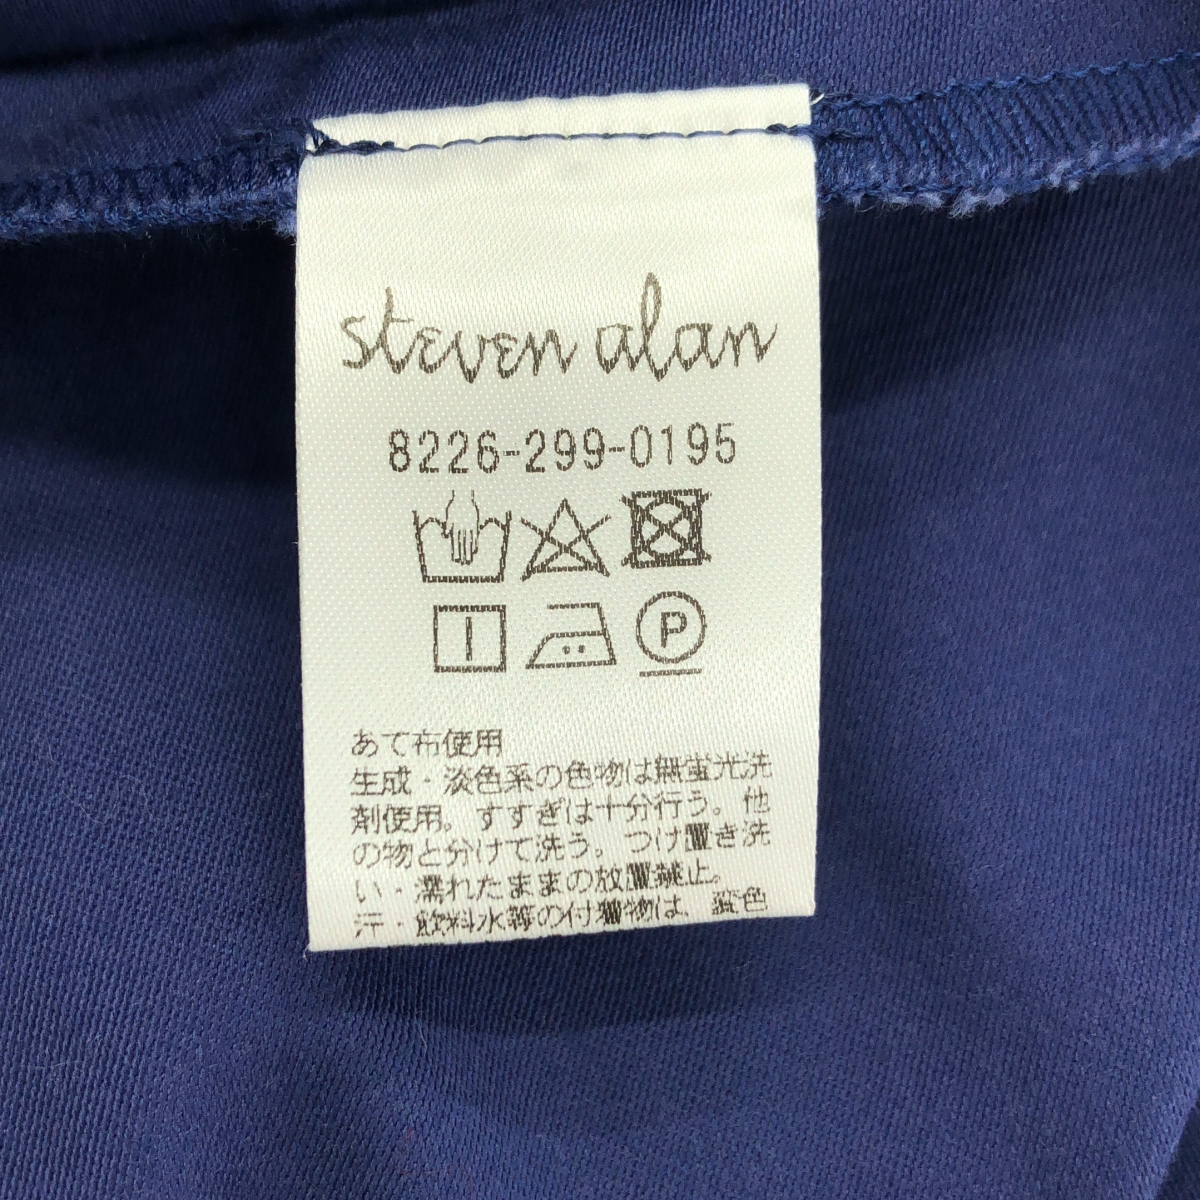 steven alan
8226-299-0195
P
あて布使用
生成・淡色系の色物は無蛍光洗
剤使用。すすぎは十分行う。他
の物と分けて洗う。つけ置き洗
い・濡れたままの放置禁止。
汗・飲料水等の付着物は、変色